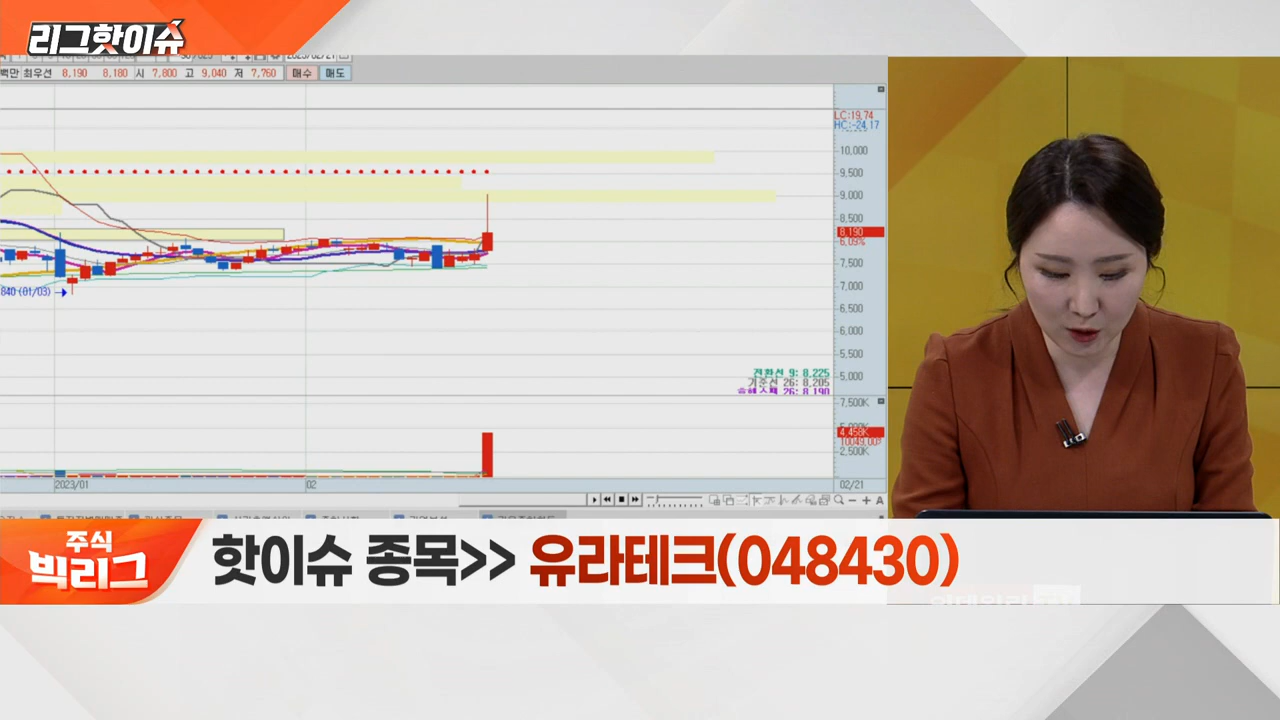 리그핫이슈
백만 최우선 8,190 8,180 시 7,800 고 9,040 저 7,760 매수 매도
LC:19.74
HC:-24.17
10,000
9,500
9,000
8,500
8,190
6.09%
7,500
7,000
840 (01/03)
6,500
6,000
5,500
전환선 9: 8,225
5,000
기준선 26: 8,205
26: 8,190
7,500K
4,458K
2,500K
2023/01
02
02/21
주식
빅리그
핫이슈 종목>> 유라테크(048430)